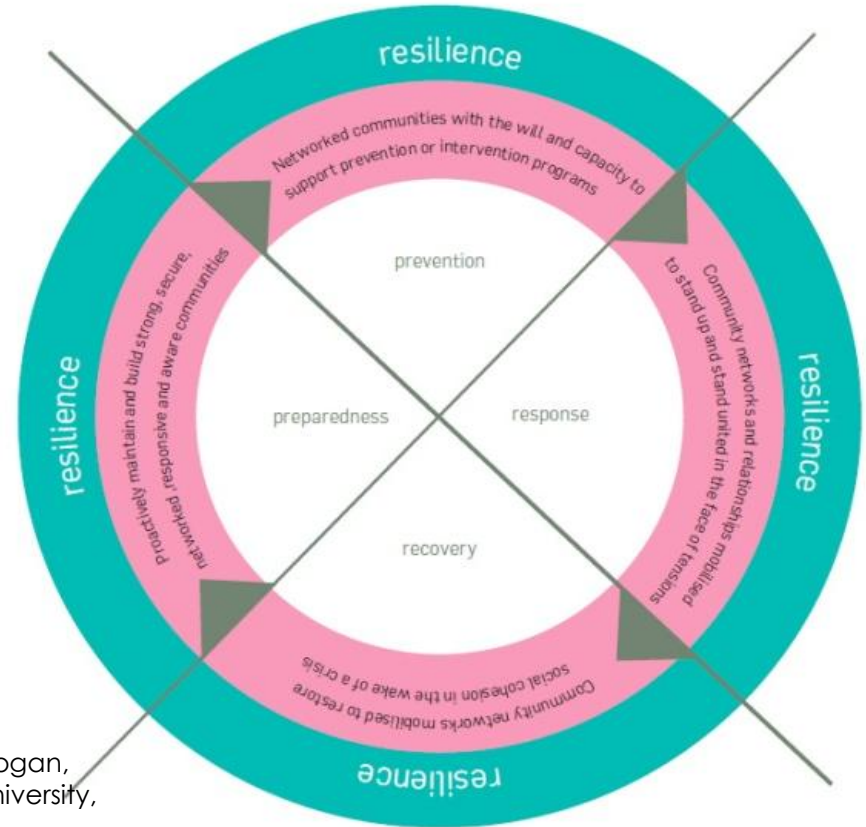 resilience
Networked communities with the will and capacity to
support prevention or intervention programs
prevention
resilience
Proactively maintain and build strong, secure,
networked, responsive and aware communities
preparedness
response
Community networks and relationships mobilised
to stand up and stand united in the face of tensions
resilience
recovery
Community networks mobilised to restore
social cohesion in the wake of a crisis
resilience
ogan,
niversity,